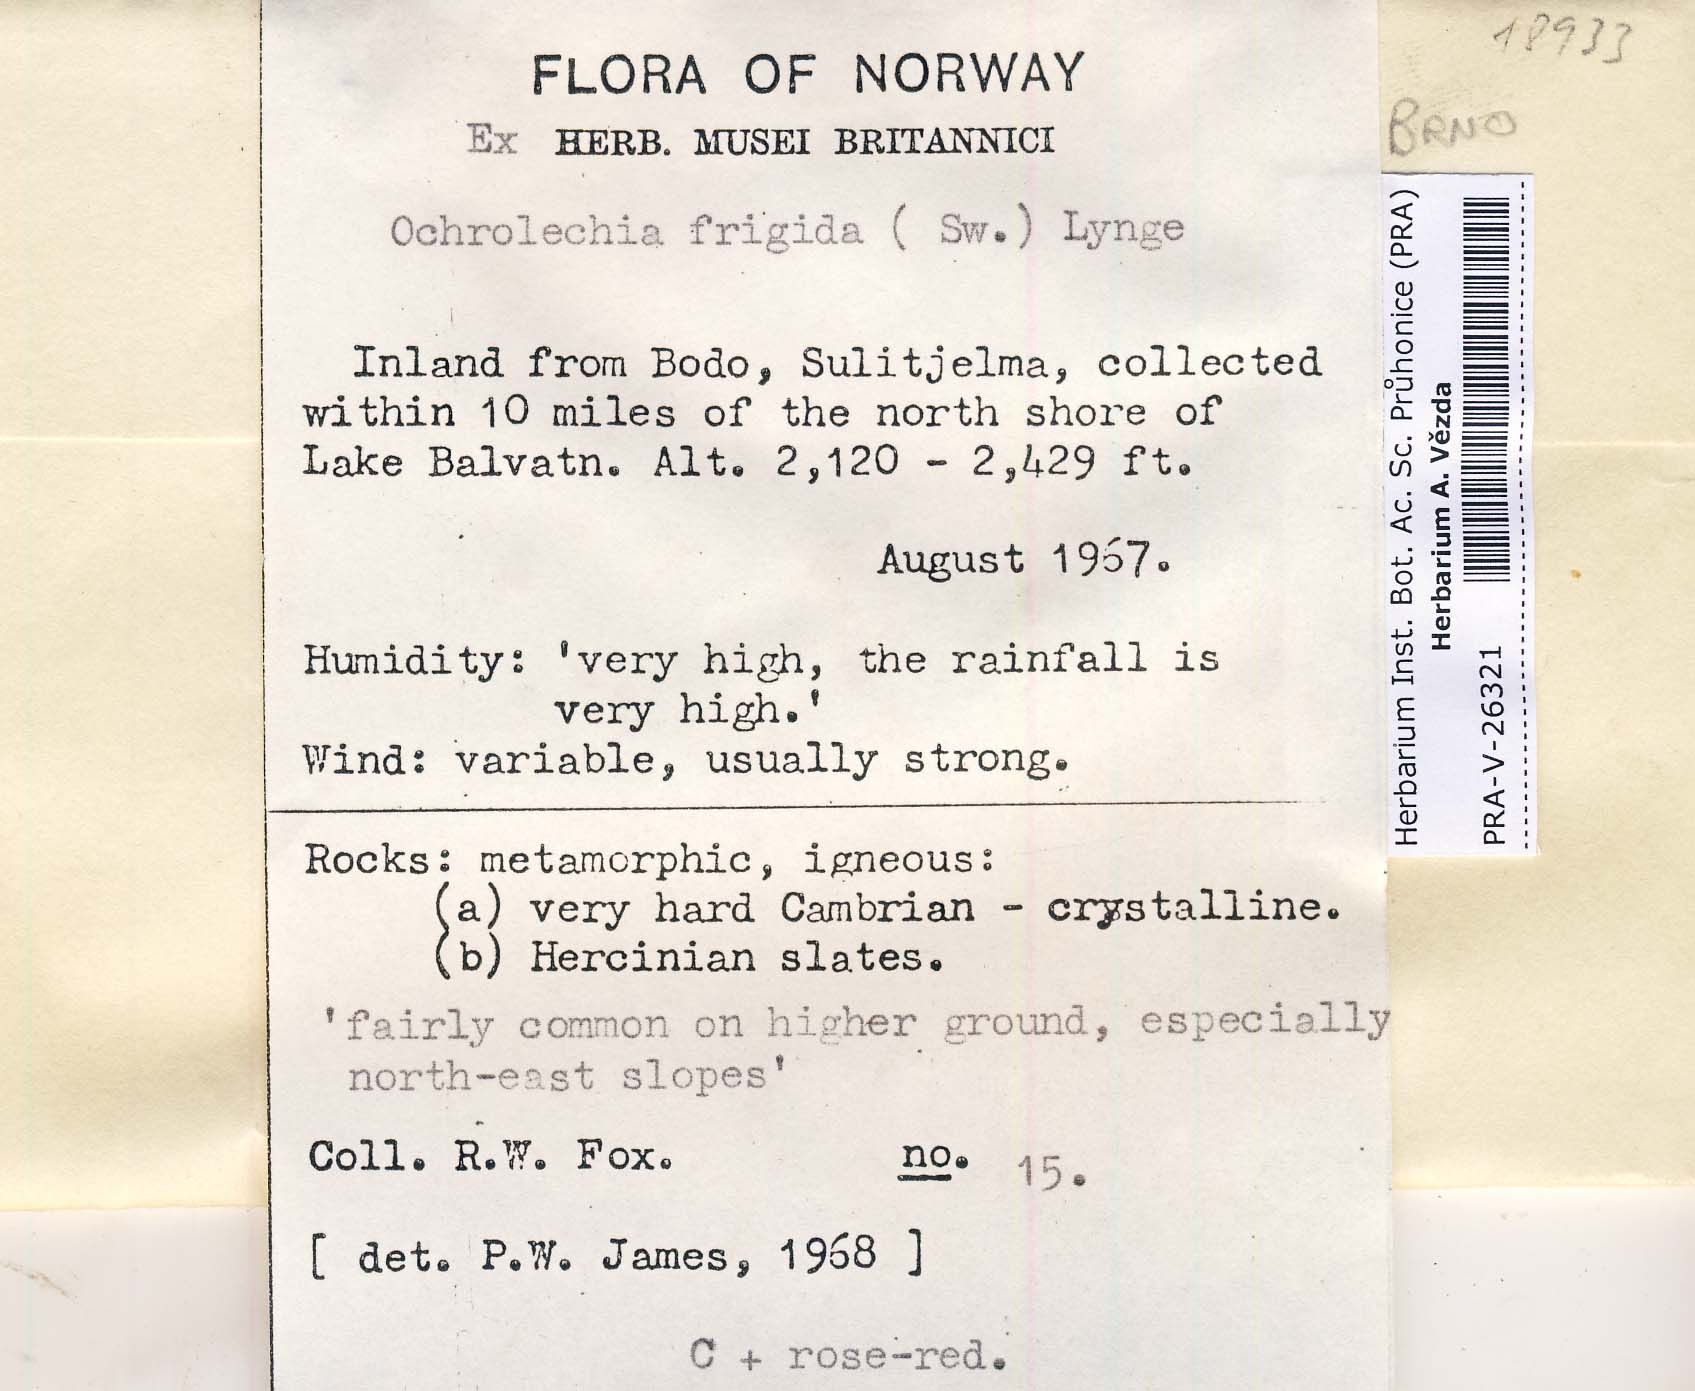 18933
BRNO
FLORA OF NORWAY
Ex HERB. MUSEI BRITANNICI
Ochrolechia frigida ( Sw.) Lynge
Inland from Bodo, Sulitjelma, collected
within 10 miles of the north shore of
Lake Balvatn. Alt. 2,120 - 2,429 ft.
August 1967.
Humidity: 'very high, the rainfall is
very high.'
Wind: variable, usually strong.
Rocks: metamorphic, igneous:
(a) very hard Cambrian - crystalline.
(b) Hercinian slates.
'fairly common on higher ground, especially
north-east slopes'
Coll. R.W. Fox. no. 15.
[ det. P.W. James, 1968 ]
C + rose-red.
Herbarium Inst. Bot. Ac. Sc. Průhonice (PRA)
Herbarium A. Vězda
PRA-V-26321